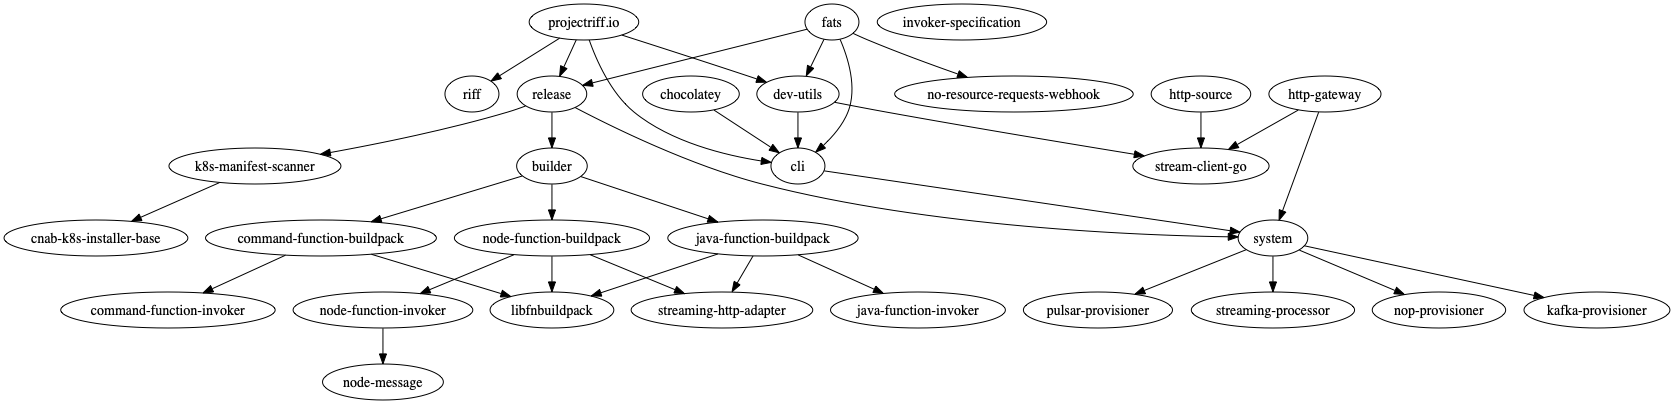 projectriff.io
fats
invoker-specification
riff
release
chocolatey
dev-utils
no-resource-requests-webhook
http-source
http-gateway
k8s-manifest-scanner
builder
cli
stream-client-go
cnab-k8s-installer-base
command-function-buildpack
node-function-buildpack
java-function-buildpack
system
command-function-invoker
node-function-invoker
libfnbuildpack
streaming-http-adapter
java-function-invoker
pulsar-provisioner
streaming-processor
nop-provisioner
kafka-provisioner
node-message